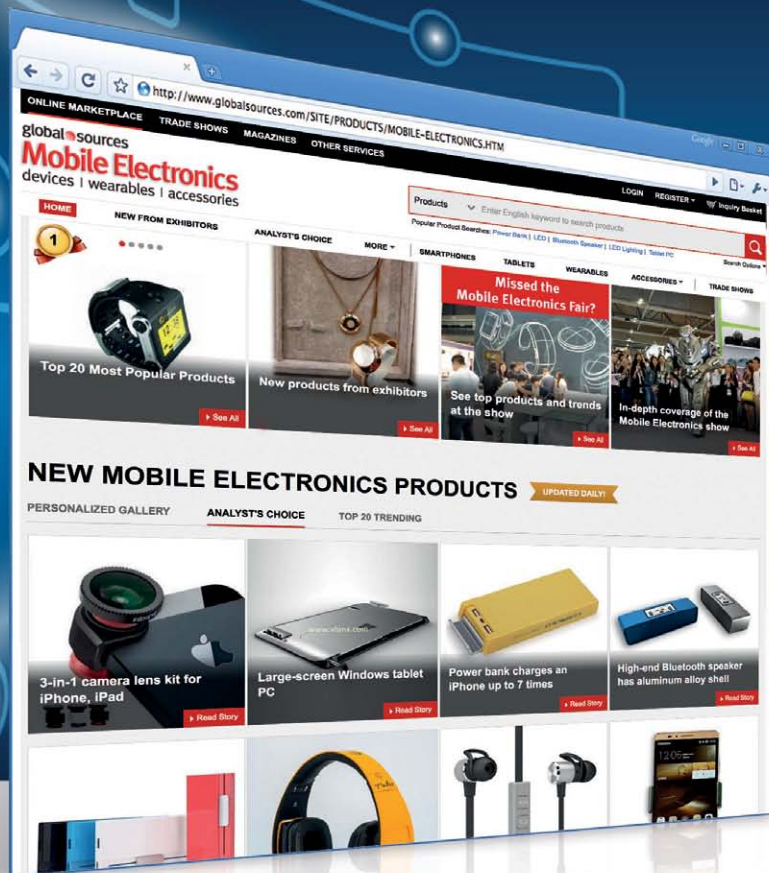 http://www.globalsources.com/SITE/PRODUCTS/MOBILE-ELECTRONICS.HTM
Google
ONLINE MARKETPLACE TRADE SHOWS MAGAZINES OTHER SERVICES
LOGIN REGISTER Inquiry Basket
global sources
Mobile Electronics
devices | wearables | accessories
Products Enter English keyword to search products
Popular Product Searches: Power Bank | LED | Bluetooth Speaker | LED Lighting | Tablet PC
Search Options
HOME NEW FROM EXHIBITORS ANALYST'S CHOICE MORE SMARTPHONES TABLETS WEARABLES ACCESSORIES TRADE SHOWS
1
Top 20 Most Popular Products
See All
New products from exhibitors
See All
Missed the
Mobile Electronics Fair?
See top products and trends
at the show
See All
In-depth coverage of the
Mobile Electronics show
See All
NEW MOBILE ELECTRONICS PRODUCTS UPDATED DAILY!
PERSONALIZED GALLERY ANALYST'S CHOICE TOP 20 TRENDING
3-in-1 camera lens kit for
iPhone, iPad
Read Story
www.xfanx.com
Large-screen Windows tablet
PC
Read Story
Power bank charges an
iPhone up to 7 times
Read Story
High-end Bluetooth speaker
has aluminum alloy shell
Read Story
1205